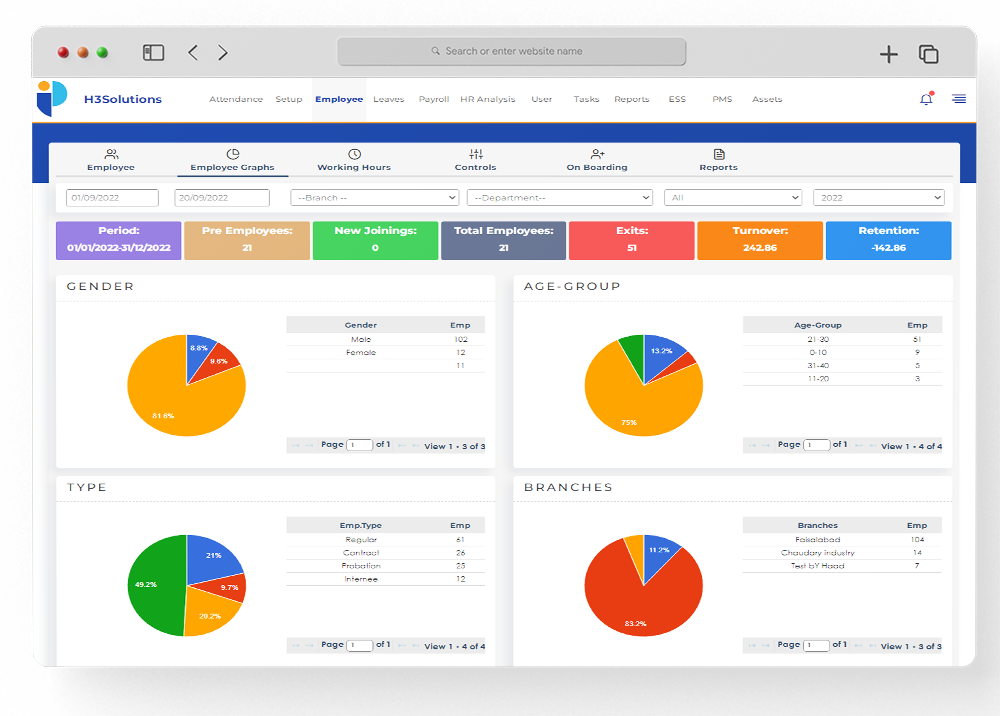 Search or enter website name
H3Solutions
Attendance Setup Employee Leaves Payroll HR Analysis User Tasks Reports ESS PMS Assets
Employee Employee Graphs Working Hours Controls On Boarding Reports
01/09/2022 20/09/2022 --Branch -- --Department-- All 2022
Period: Pre Employees: New Joinings: Total Employees: Exits: Turnover: Retention:
01/01/2022-31/12/2022 21 0 21 51 242.86 -142.86
GENDER
Gender Emp
Male 102
Female 12
11
8.8%
9.6%
81.6%
Page 1 of 1 View 1 - 3 of 3
AGE-GROUP
Age-Group Emp
21-30 51
0-10 9
31-40 5
11-20 3
13.2%
75%
Page 1 of 1 View 1 - 4 of 4
TYPE
Emp.Type Emp
Regular 61
Contract 26
Probation 25
Internee 12
21%
49.2%
9.7%
20.2%
Page 1 of 1 View 1 - 4 of 4
BRANCHES
Branches Emp
Faisalabad 104
Chaudary industry 14
Test bY Haad 7
11.2%
83.2%
Page 1 of 1 View 1 - 3 of 3